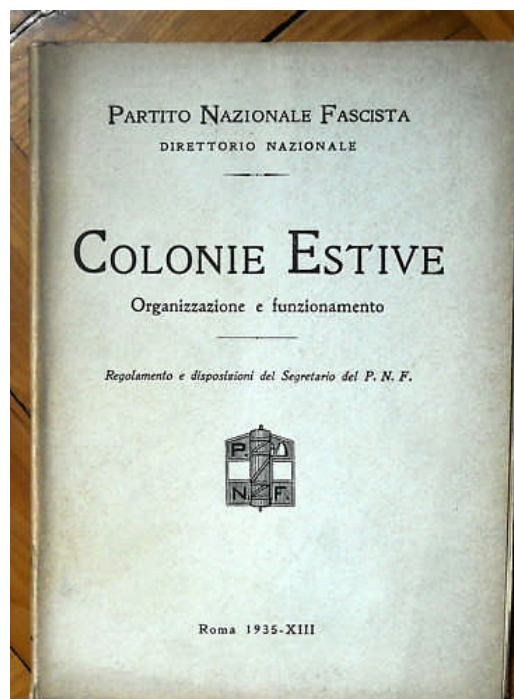 PARTITO NAZIONALE FASCISTA
DIRETTORIO NAZIONALE
COLONIE ESTIVE
Organizzazione e funzionamento
Regolamento e disposizioni del Segretario del P. N. F.
P.
N. F.
Roma 1935-XIII